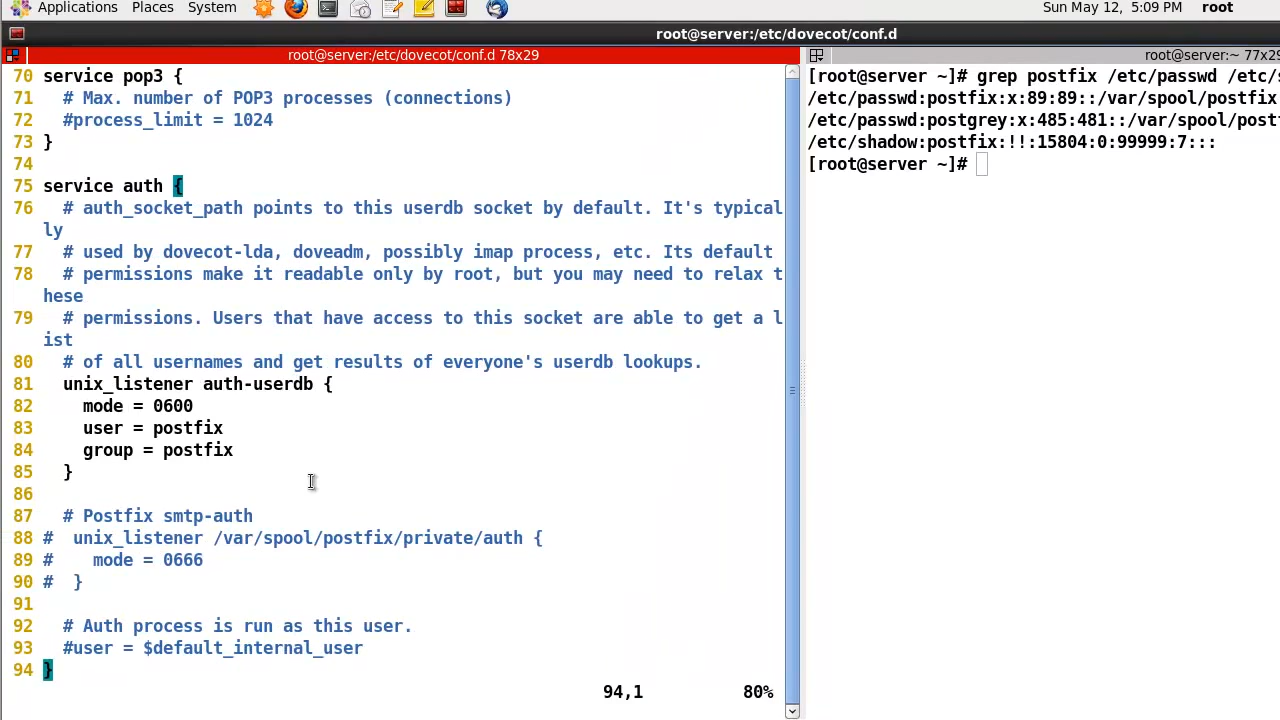 Applications Places System Sun May 12, 5:09 PM root
root@server:/etc/dovecot/conf.d
root@server:/etc/dovecot/conf.d 78x29
70 service pop3 {
71   # Max. number of POP3 processes (connections)
72   #process_limit = 1024
73 }
74
75 service auth {
76   # auth_socket_path points to this userdb socket by default. It's typical
ly
77   # used by dovecot-lda, doveadm, possibly imap process, etc. Its default
78   # permissions make it readable only by root, but you may need to relax t
hese
79   # permissions. Users that have access to this socket are able to get a l
ist
80   # of all usernames and get results of everyone's userdb lookups.
81   unix_listener auth-userdb {
82     mode = 0600
83     user = postfix
84     group = postfix
85   }
86
87   # Postfix smtp-auth
88 #  unix_listener /var/spool/postfix/private/auth {
89 #    mode = 0666
90 #  }
91
92   # Auth process is run as this user.
93   #user = $default_internal_user
94 }
94,1 80%
root@server:~ 77x29
[root@server ~]# grep postfix /etc/passwd /etc/s
/etc/passwd:postfix:x:89:89::/var/spool/postfix
/etc/passwd:postgrey:x:485:481::/var/spool/post
/etc/shadow:postfix:!!:15804:0:99999:7:::
[root@server ~]#